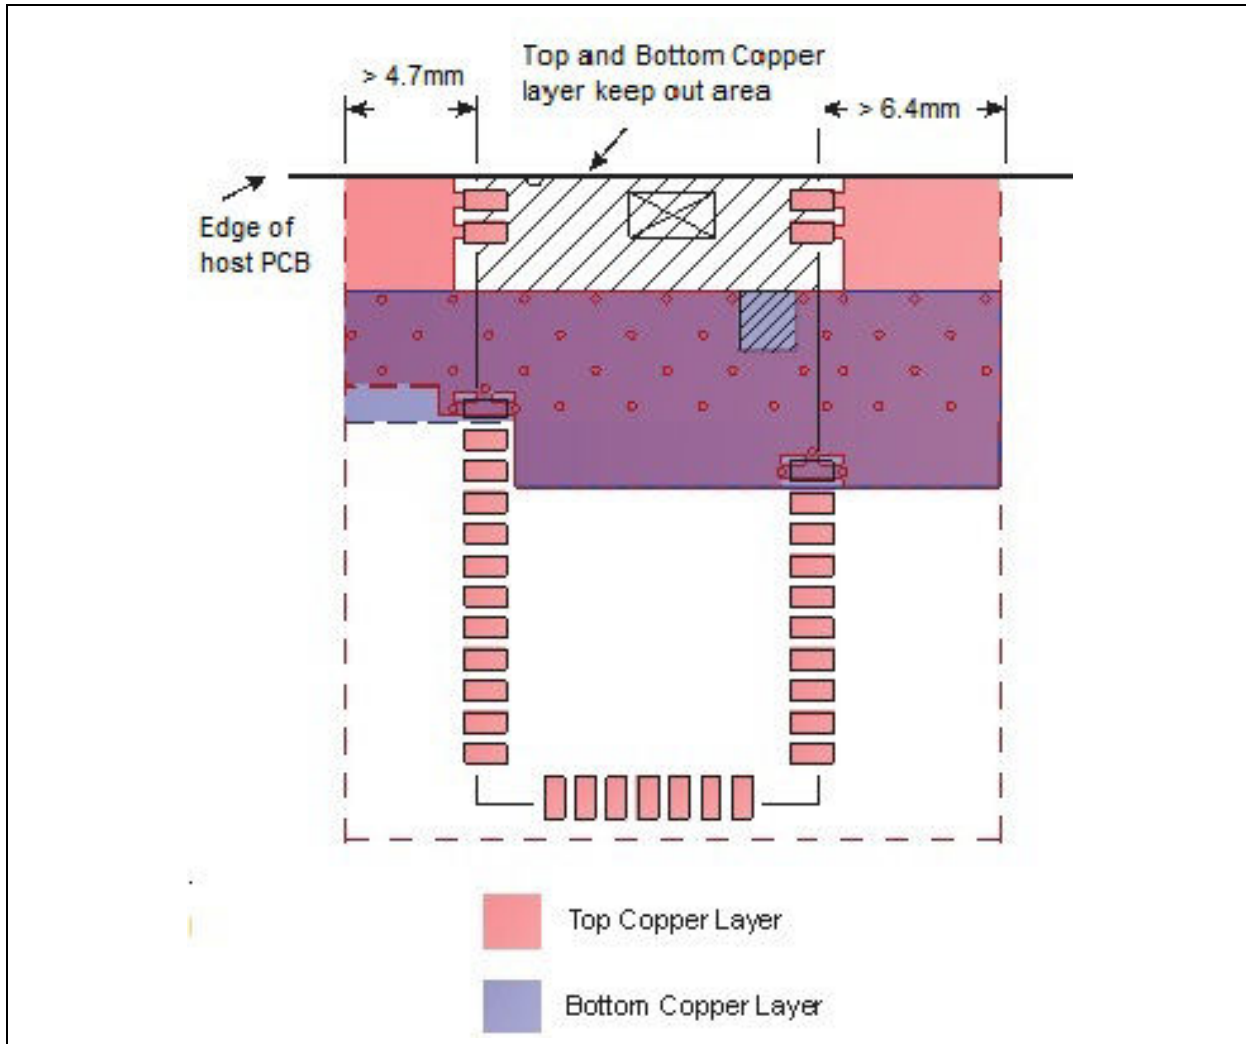 Top and Bottom Copper
layer keep out area
> 4.7mm
> 6.4mm
Edge of
host PCB
Top Copper Layer
Bottom Copper Layer